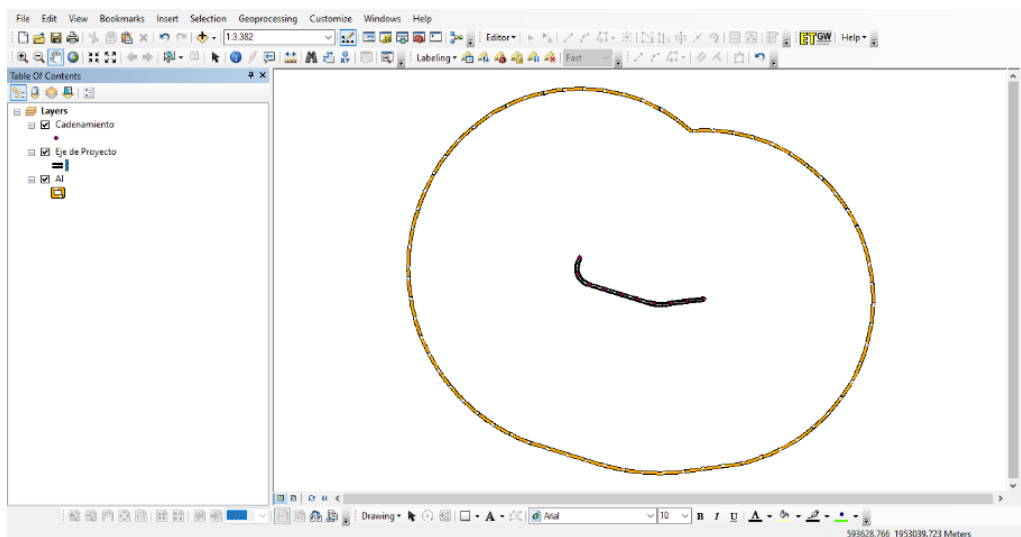 File Edit View Bookmarks Insert Selection Geoprocessing Customize Windows Help
1:3.382 Editor ETGW Help
Labeling Fast
Table Of Contents
Layers
Cadenamiento
Eje de Proyecto
AI
Drawing A Arial 10 B I U A
593628.766 1953039.723 Meters